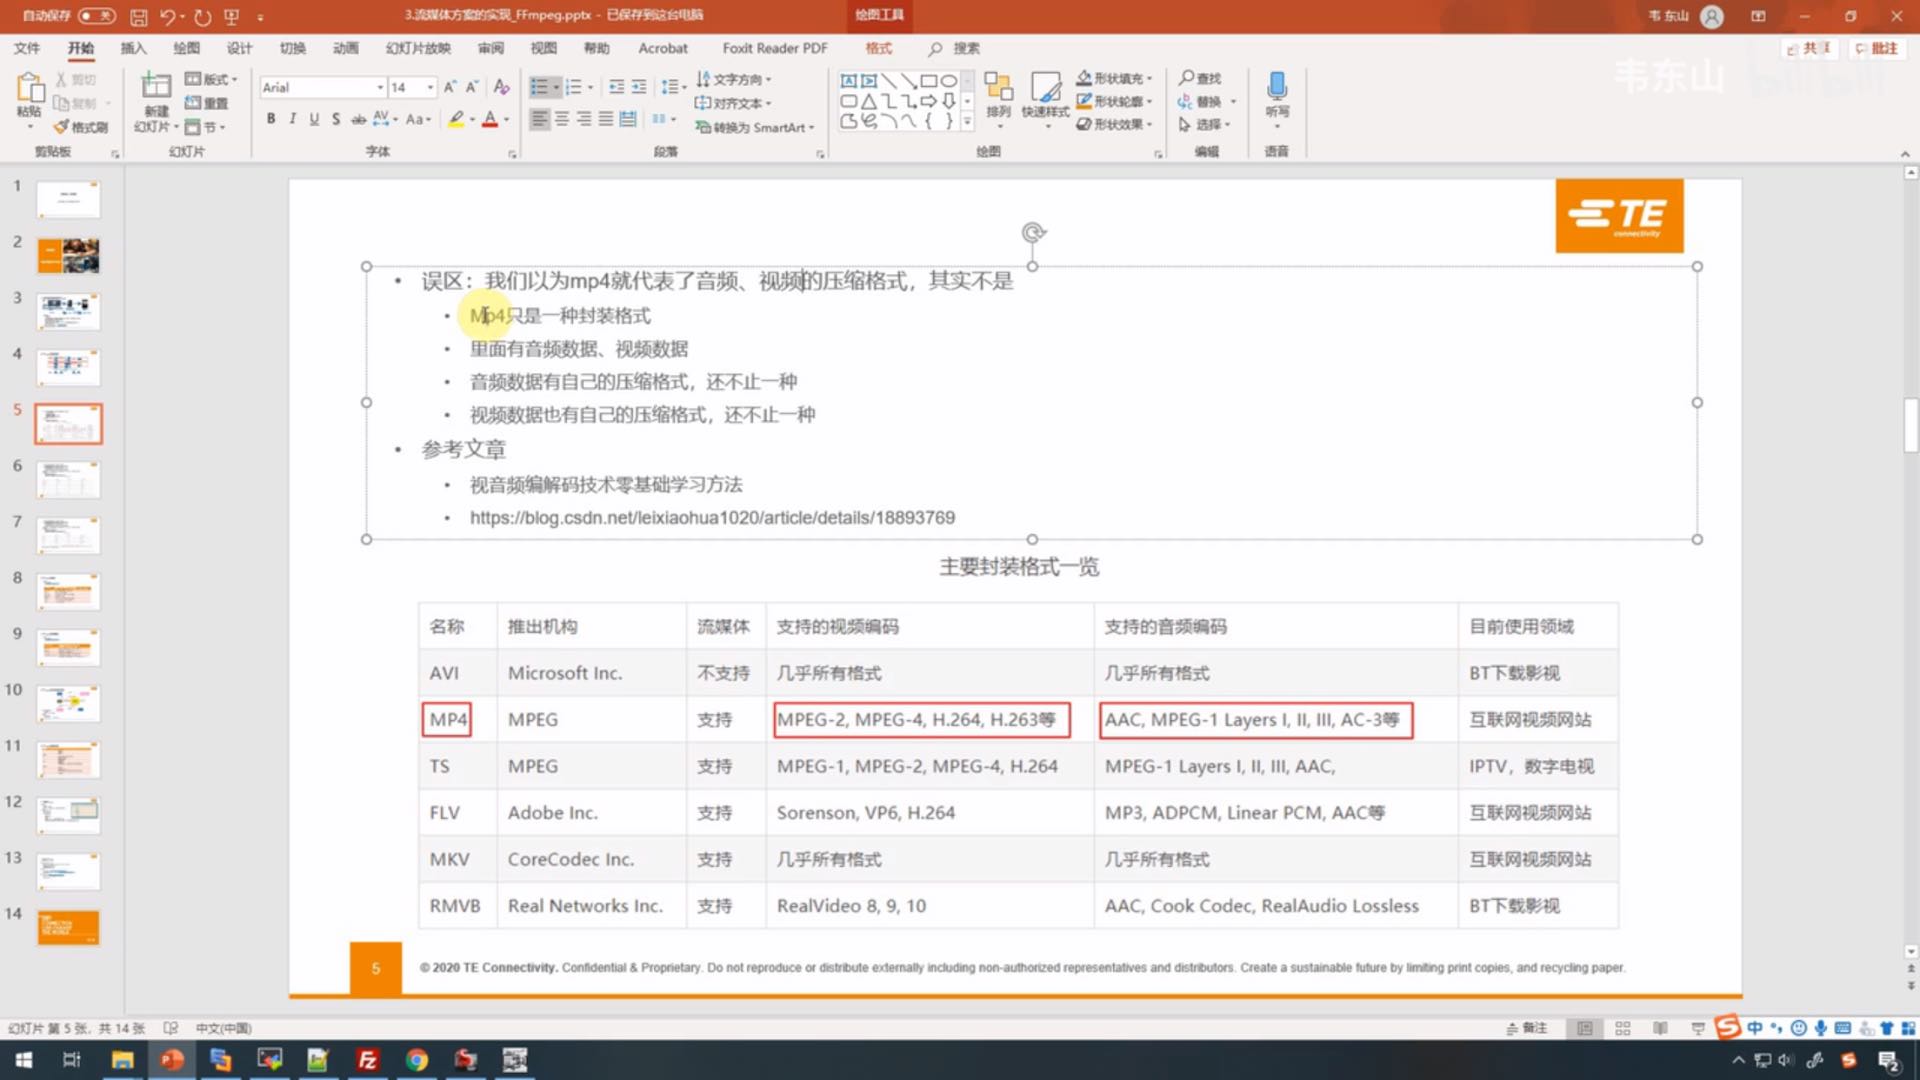 自动保存 关 3.流媒体方案的实现_FFmpeg.pptx - 已保存到这台电脑 绘图工具 韦 东山
文件 开始 插入 绘图 设计 切换 动画 幻灯片放映 审阅 视图 帮助 Acrobat Foxit Reader PDF 格式 搜索 共享 批注
韦东山 bilibili
粘贴 剪切 复制 格式刷 剪贴板
新建 幻灯片 版式 重置 节 幻灯片
Arial 14 字体
文字方向 对齐文本 转换为 SmartArt 段落
排列 快速样式 形状填充 形状轮廓 形状效果 绘图
查找 替换 选择 编辑
听写 语音
1
2
3
4
5
6
7
8
9
10
11
12
13
14
TE
connectivity
• 误区：我们以为mp4就代表了音频、视频的压缩格式，其实不是
• Mp4只是一种封装格式
• 里面有音频数据、视频数据
• 音频数据有自己的压缩格式，还不止一种
• 视频数据也有自己的压缩格式，还不止一种
• 参考文章
• 视音频编解码技术零基础学习方法
• https://blog.csdn.net/leixiaohua1020/article/details/18893769
主要封装格式一览
名称 推出机构 流媒体 支持的视频编码 支持的音频编码 目前使用领域
AVI Microsoft Inc. 不支持 几乎所有格式 几乎所有格式 BT下载影视
MP4 MPEG 支持 MPEG-2, MPEG-4, H.264, H.263等 AAC, MPEG-1 Layers I, II, III, AC-3等 互联网视频网站
TS MPEG 支持 MPEG-1, MPEG-2, MPEG-4, H.264 MPEG-1 Layers I, II, III, AAC, IPTV，数字电视
FLV Adobe Inc. 支持 Sorenson, VP6, H.264 MP3, ADPCM, Linear PCM, AAC等 互联网视频网站
MKV CoreCodec Inc. 支持 几乎所有格式 几乎所有格式 互联网视频网站
RMVB Real Networks Inc. 支持 RealVideo 8, 9, 10 AAC, Cook Codec, RealAudio Lossless BT下载影视
5 © 2020 TE Connectivity. Confidential & Proprietary. Do not reproduce or distribute externally including non-authorized representatives and distributors. Create a sustainable future by limiting print copies, and recycling paper.
幻灯片 第 5 张，共 14 张 中文(中国) 备注 中